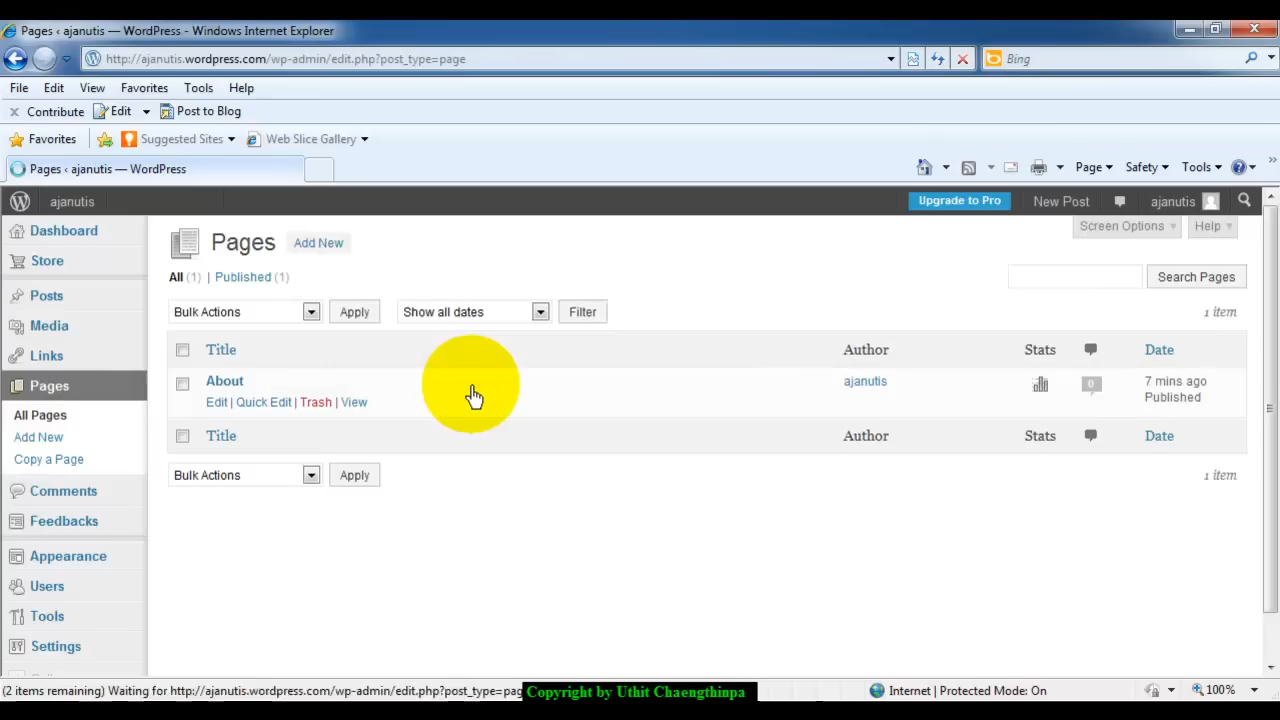 Pages ‹ ajanutis — WordPress - Windows Internet Explorer
http://ajanutis.wordpress.com/wp-admin/edit.php?post_type=page
Bing
File Edit View Favorites Tools Help
Contribute Edit Post to Blog
Favorites Suggested Sites Web Slice Gallery
Pages ‹ ajanutis — WordPress
Page Safety Tools
ajanutis Upgrade to Pro New Post ajanutis
Dashboard
Store
Posts
Media
Links
Pages
All Pages
Add New
Copy a Page
Comments
Feedbacks
Appearance
Users
Tools
Settings
Screen Options Help
Pages Add New
All (1) | Published (1)
Search Pages
Bulk Actions Apply Show all dates Filter 1 item
Title Author Stats Date
About ajanutis 0 7 mins ago
Published
Edit | Quick Edit | Trash | View
Title Author Stats Date
Bulk Actions Apply 1 item
(2 items remaining) Waiting for http://ajanutis.wordpress.com/wp-admin/edit.php?post_type=pag
Copyright by Uthit Chaengthinpa
Internet | Protected Mode: On 100%